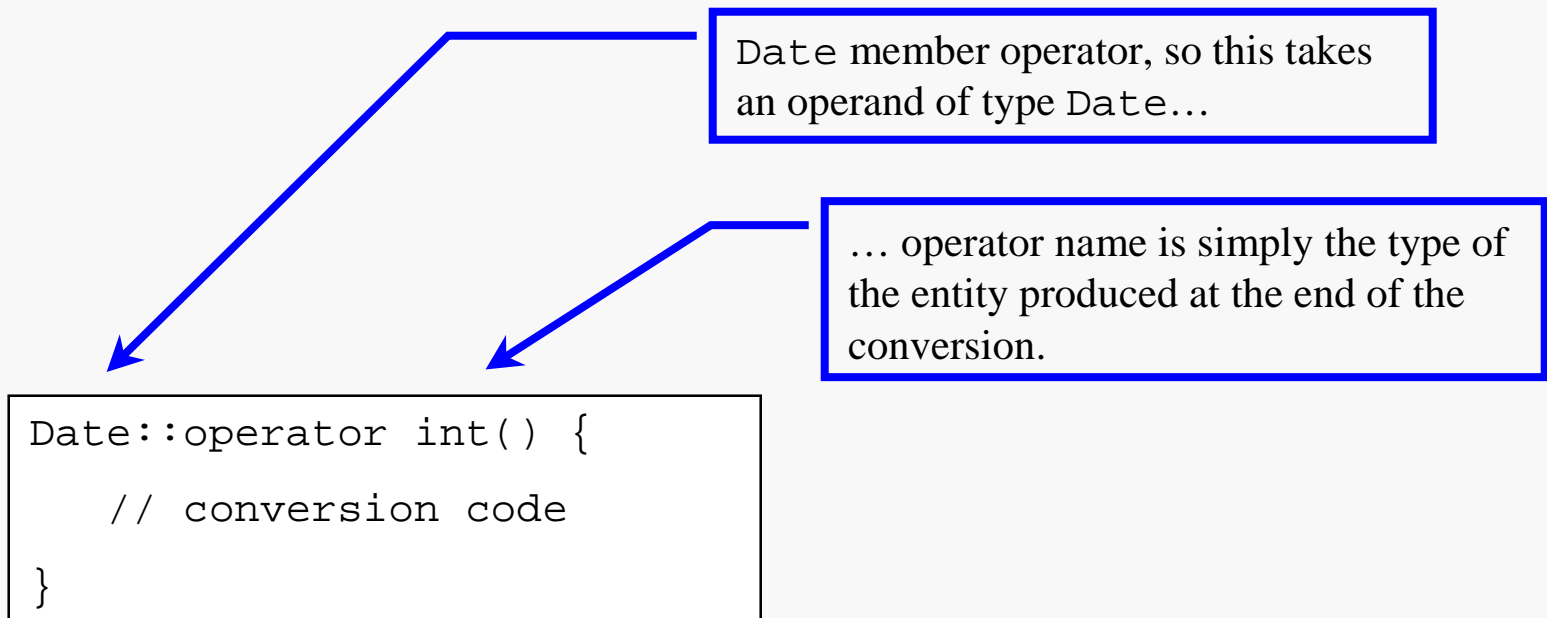 Date member operator, so this takes
an operand of type Date…
… operator name is simply the type of
the entity produced at the end of the
conversion.
Date::operator int() {
// conversion code
}